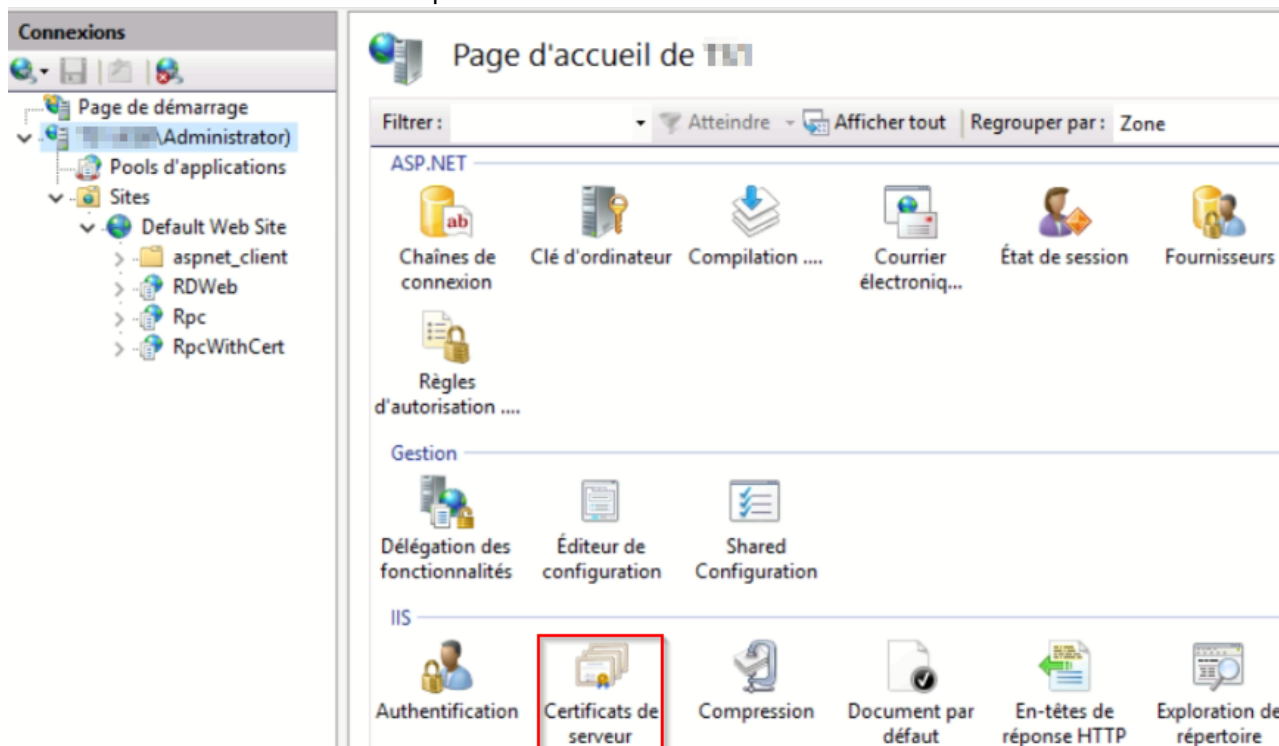 Connexions
Page de démarrage
\Administrator)
Pools d'applications
Sites
Default Web Site
aspnet_client
RDWeb
Rpc
RpcWithCert
Page d'accueil de
Filtrer :
Atteindre
Afficher tout
Regrouper par :
Zone
ASP.NET
Chaînes de
connexion
Clé d'ordinateur
Compilation ....
Courrier
électroniq...
État de session
Fournisseurs
Règles
d'autorisation ....
Gestion
Délégation des
fonctionnalités
Éditeur de
configuration
Shared
Configuration
IIS
Authentification
Certificats de
serveur
Compression
Document par
défaut
En-têtes de
réponse HTTP
Exploration de
répertoire